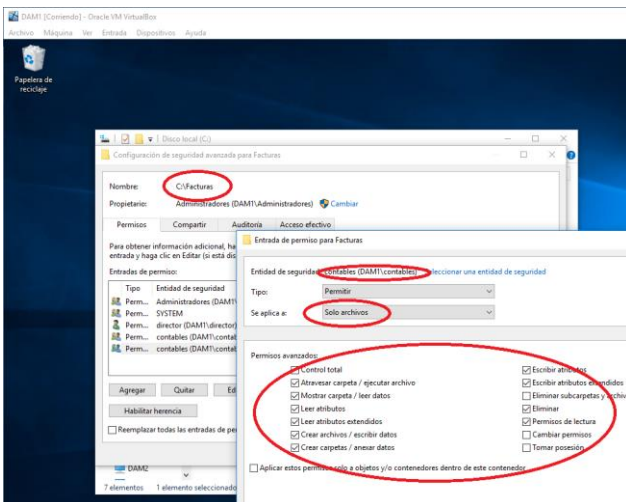 DAM1 [Corriendo] - Oracle VM VirtualBox
Archivo Máquina Ver Entrada Dispositivos Ayuda
Papelera de
reciclaje
Disco local (C:)
Configuración de seguridad avanzada para Facturas
Nombre: C:\Facturas
Propietario: Administradores (DAM1\Administradores) Cambiar
Permisos Compartir Auditoría Acceso efectivo
Para obtener información adicional, ha
entrada y haga clic en Editar (si está dis
Entradas de permiso:
Tipo Entidad de seguridad
Perm... Administradores (DAM1\
Perm... SYSTEM
Perm... director (DAM1\director)
Perm... contables (DAM1\contab
Perm... contables (DAM1\contab
Agregar Quitar Ed
Habilitar herencia
Reemplazar todas las entradas de pe
DAM2
7 elementos 1 elemento seleccionado
Entrada de permiso para Facturas
Entidad de seguridad: contables (DAM1\contables) Seleccionar una entidad de seguridad
Tipo: Permitir
Se aplica a: Solo archivos
Permisos avanzados:
Control total
Atravesar carpeta / ejecutar archivo
Mostrar carpeta / leer datos
Leer atributos
Leer atributos extendidos
Crear archivos / escribir datos
Crear carpetas / anexar datos
Escribir atributos
Escribir atributos extendidos
Eliminar subcarpetas y archiv
Eliminar
Permisos de lectura
Cambiar permisos
Tomar posesión
Aplicar estos permisos solo a objetos y/o contenedores dentro de este contenedor